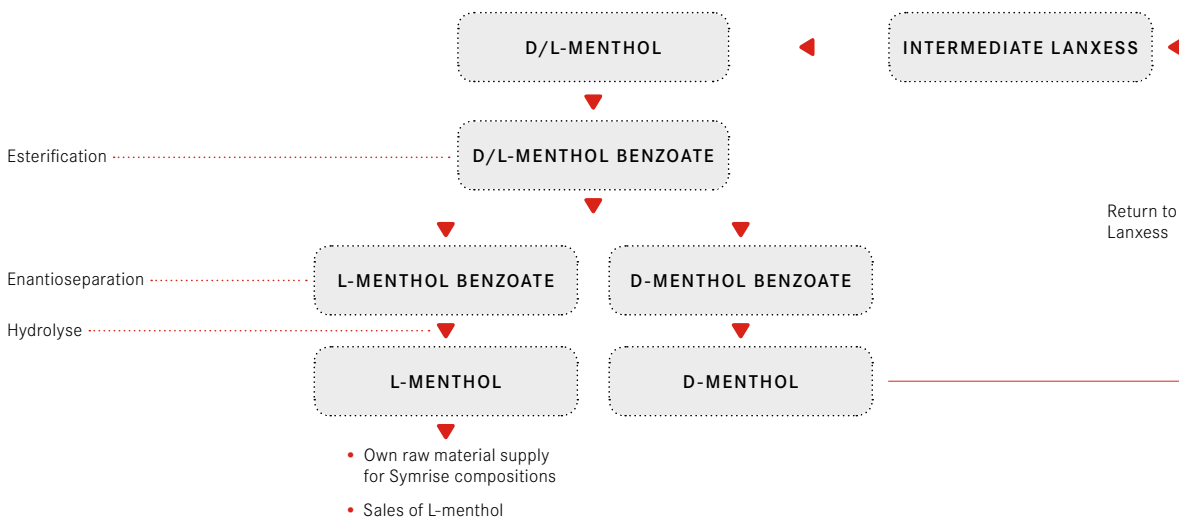 D/L-MENTHOL
INTERMEDIATE LANXESS
Esterification
D/L-MENTHOL BENZOATE
Return to
Lanxess
Enantioseparation
L-MENTHOL BENZOATE
D-MENTHOL BENZOATE
Hydrolyse
L-MENTHOL
D-MENTHOL
• Own raw material supply
for Symrise compositions
• Sales of L-menthol